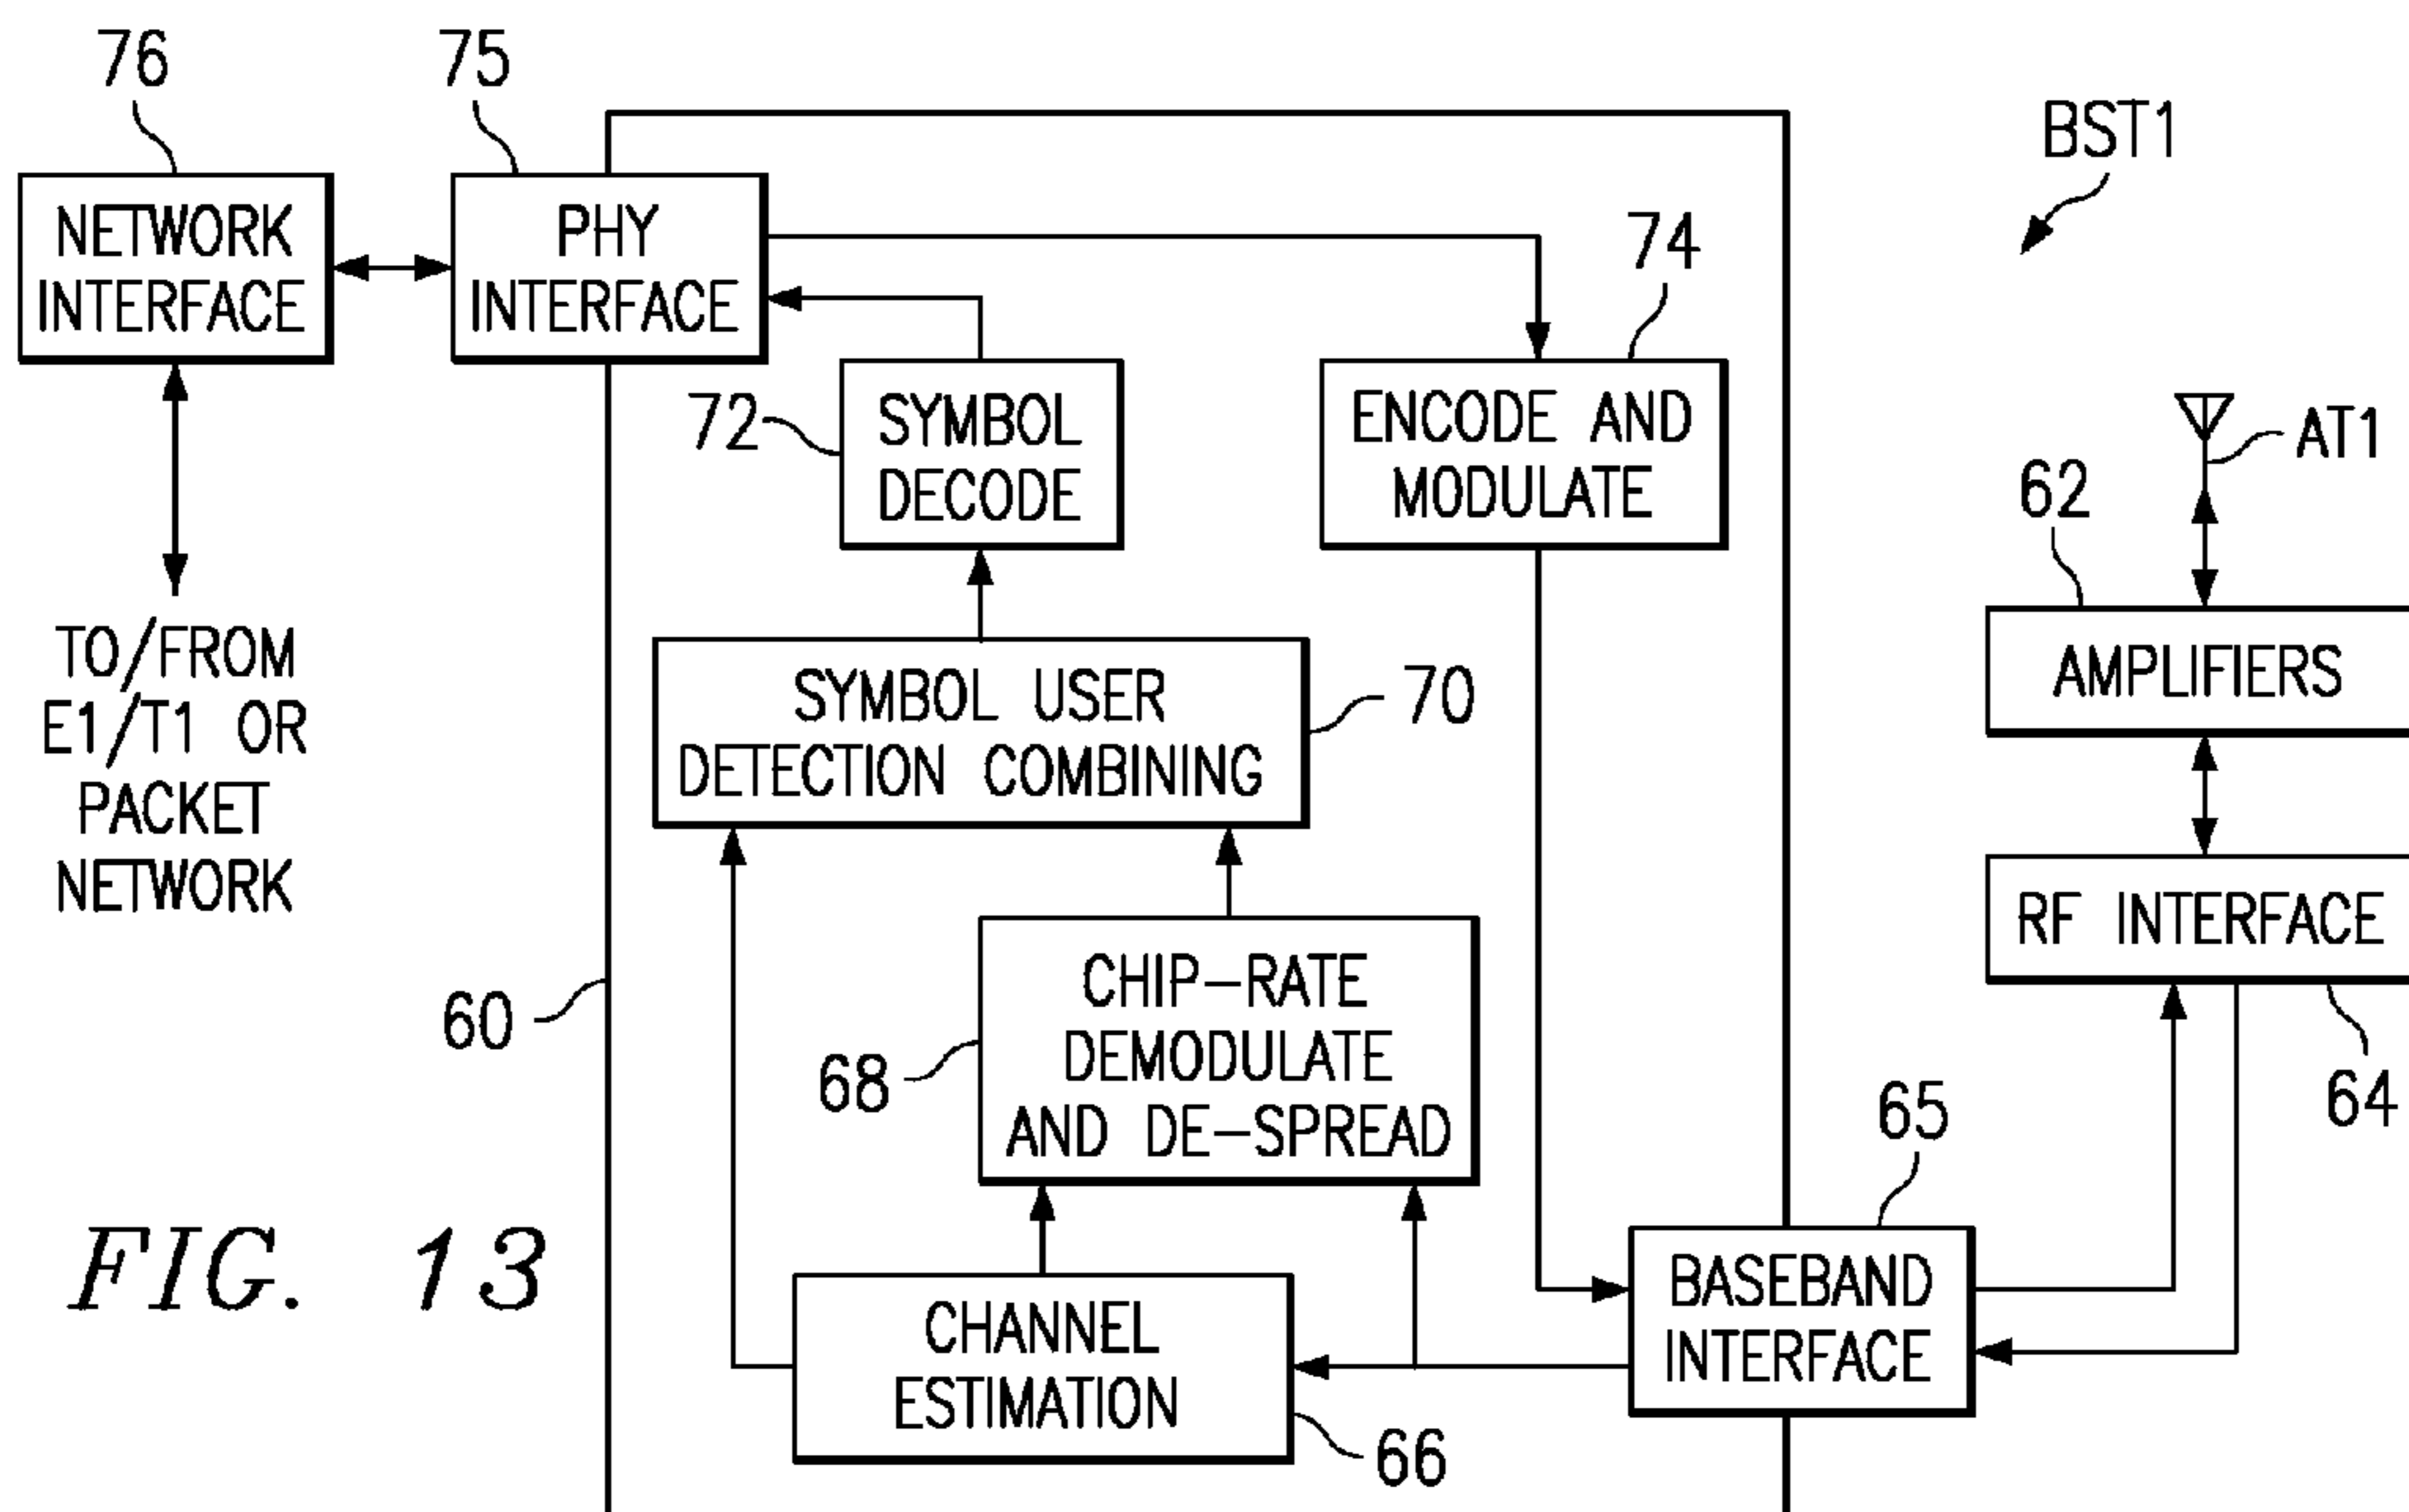 76
75
BST1
NETWORK
INTERFACE
PHY
INTERFACE
74
72
SYMBOL
DECODE
ENCODE AND
MODULATE
AT1
62
TO/FROM
E1/T1 OR
PACKET
NETWORK
SYMBOL USER
DETECTION COMBINING
70
AMPLIFIERS
RF INTERFACE
60
68
CHIP-RATE
DEMODULATE
AND DE-SPREAD
64
65
BASEBAND
INTERFACE
CHANNEL
ESTIMATION
66
FIG. 13